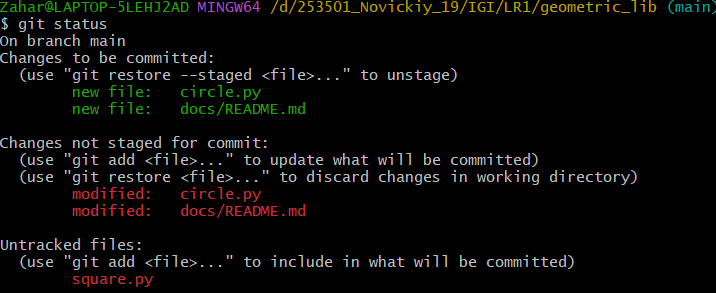 Zahar@LAPTOP-5LEHJ2AD MINGW64 /d/253501_Novickiy_19/IGI/LR1/geometric_lib (main)
$ git status
On branch main
Changes to be committed:
  (use "git restore --staged <file>..." to unstage)
        new file:   circle.py
        new file:   docs/README.md

Changes not staged for commit:
  (use "git add <file>..." to update what will be committed)
  (use "git restore <file>..." to discard changes in working directory)
        modified:   circle.py
        modified:   docs/README.md

Untracked files:
  (use "git add <file>..." to include in what will be committed)
        square.py